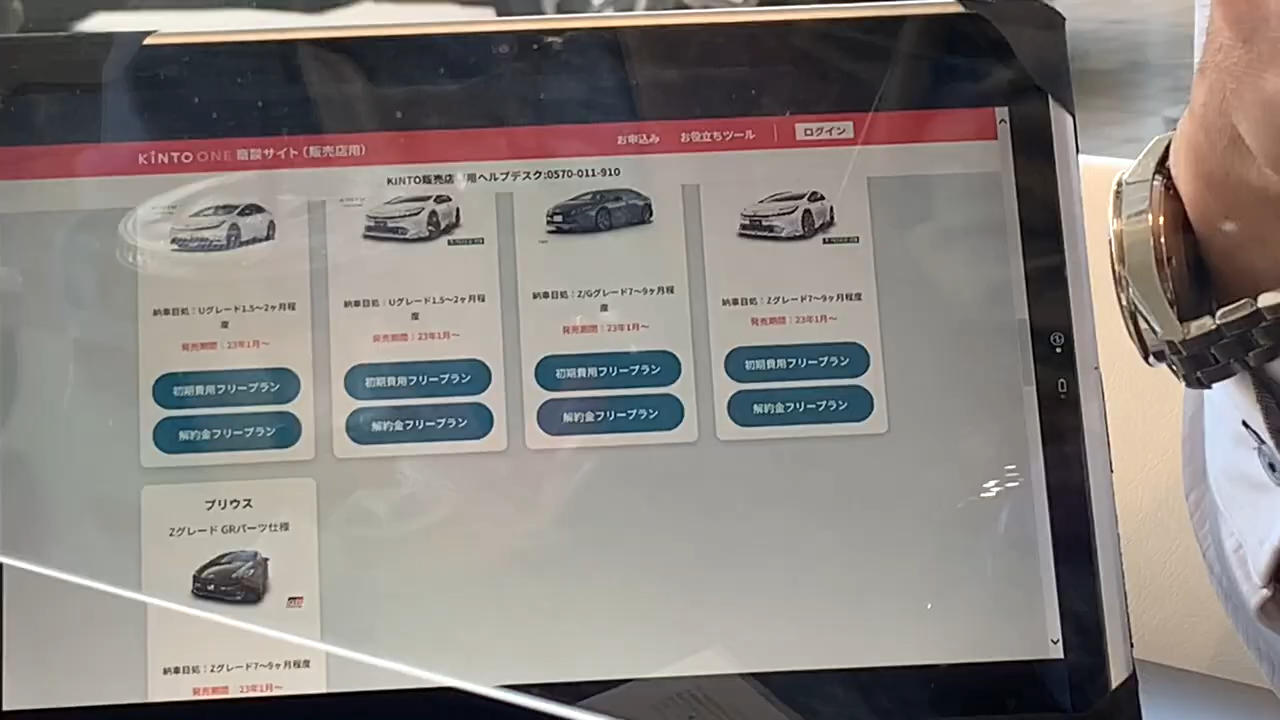 KINTO ONE 商談サイト（販売店用）
お申込み
お役立ちツール
ログイン
KINTO販売店 用ヘルプデスク:0570-011-910
納車目処：Uグレード1.5〜2ヶ月程
度
発売期間：23年1月〜
初期費用フリープラン
解約金フリープラン
納車目処：Uグレード1.5〜2ヶ月程
度
発売期間：23年1月〜
初期費用フリープラン
解約金フリープラン
納車目処：Z/Gグレード7〜9ヶ月程
度
発売期間：23年1月〜
初期費用フリープラン
解約金フリープラン
納車目処：Zグレード7〜9ヶ月程度
発売期間：23年1月〜
初期費用フリープラン
解約金フリープラン
プリウス
Zグレード GRパーツ仕様
納車目処：Zグレード7〜9ヶ月程度
発売期間：23年1月〜